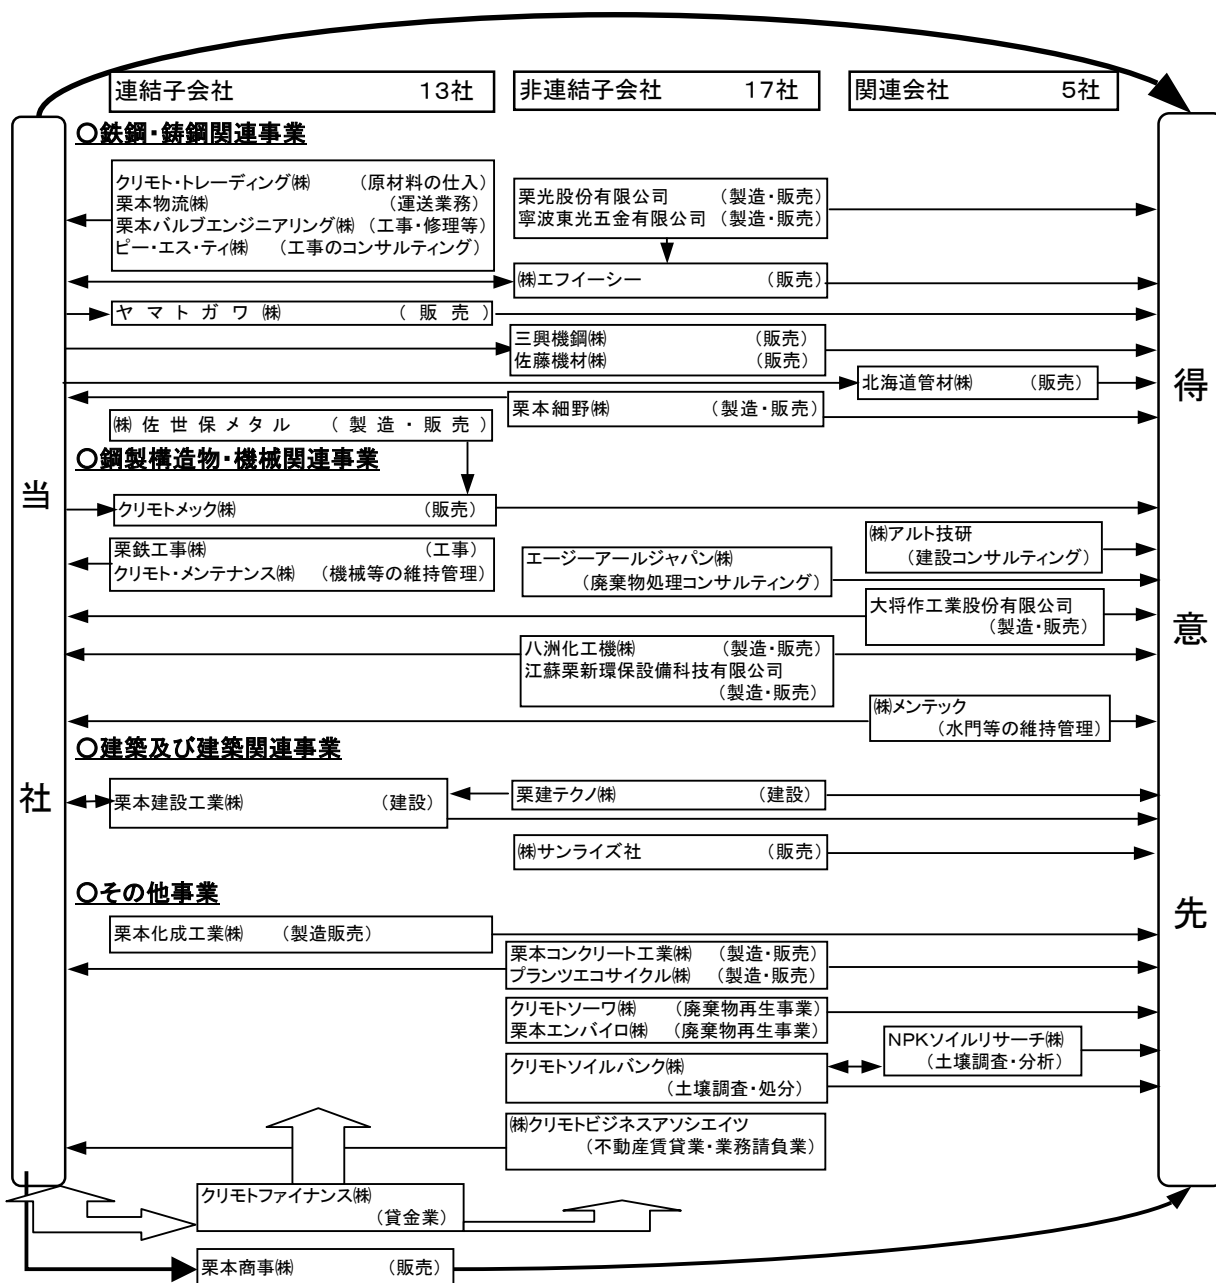 連結子会社 13社
非連結子会社 17社
関連会社 5社
当社
得意先
○鉄鋼・鋳鋼関連事業
クリモト・トレーディング㈱ (原材料の仕入)
栗本物流㈱ (運送業務)
栗本バルブエンジニアリング㈱ (工事・修理等)
ピー・エス・ティ㈱ (工事のコンサルティング)
栗光股份有限公司 (製造・販売)
寧波東光五金有限公司 (製造・販売)
㈱エフイーシー (販売)
ヤマトガワ㈱ (販売)
三興機鋼㈱ (販売)
佐藤機材㈱ (販売)
北海道管材㈱ (販売)
栗本細野㈱ (製造・販売)
㈱佐世保メタル (製造・販売)
○鋼製構造物・機械関連事業
クリモトメック㈱ (販売)
栗鉄工事㈱ (工事)
クリモト・メンテナンス㈱ (機械等の維持管理)
エージーアールジャパン㈱
(廃棄物処理コンサルティング)
㈱アルト技研
(建設コンサルティング)
大将作工業股份有限公司
(製造・販売)
八洲化工機㈱ (製造・販売)
江蘇栗新環保設備科技有限公司
(製造・販売)
㈱メンテック
(水門等の維持管理)
○建築及び建築関連事業
栗本建設工業㈱ (建設)
栗建テクノ㈱ (建設)
㈱サンライズ社 (販売)
○その他事業
栗本化成工業㈱ (製造販売)
栗本コンクリート工業㈱ (製造・販売)
プランツエコサイクル㈱ (製造・販売)
クリモトソーワ㈱ (廃棄物再生事業)
栗本エンバイロ㈱ (廃棄物再生事業)
クリモトソイルバンク㈱
(土壌調査・処分)
NPKソイルリサーチ㈱
(土壌調査・分析)
㈱クリモトビジネスアソシエイツ
(不動産賃貸業・業務請負業)
クリモトファイナンス㈱
(貸金業)
栗本商事㈱ (販売)